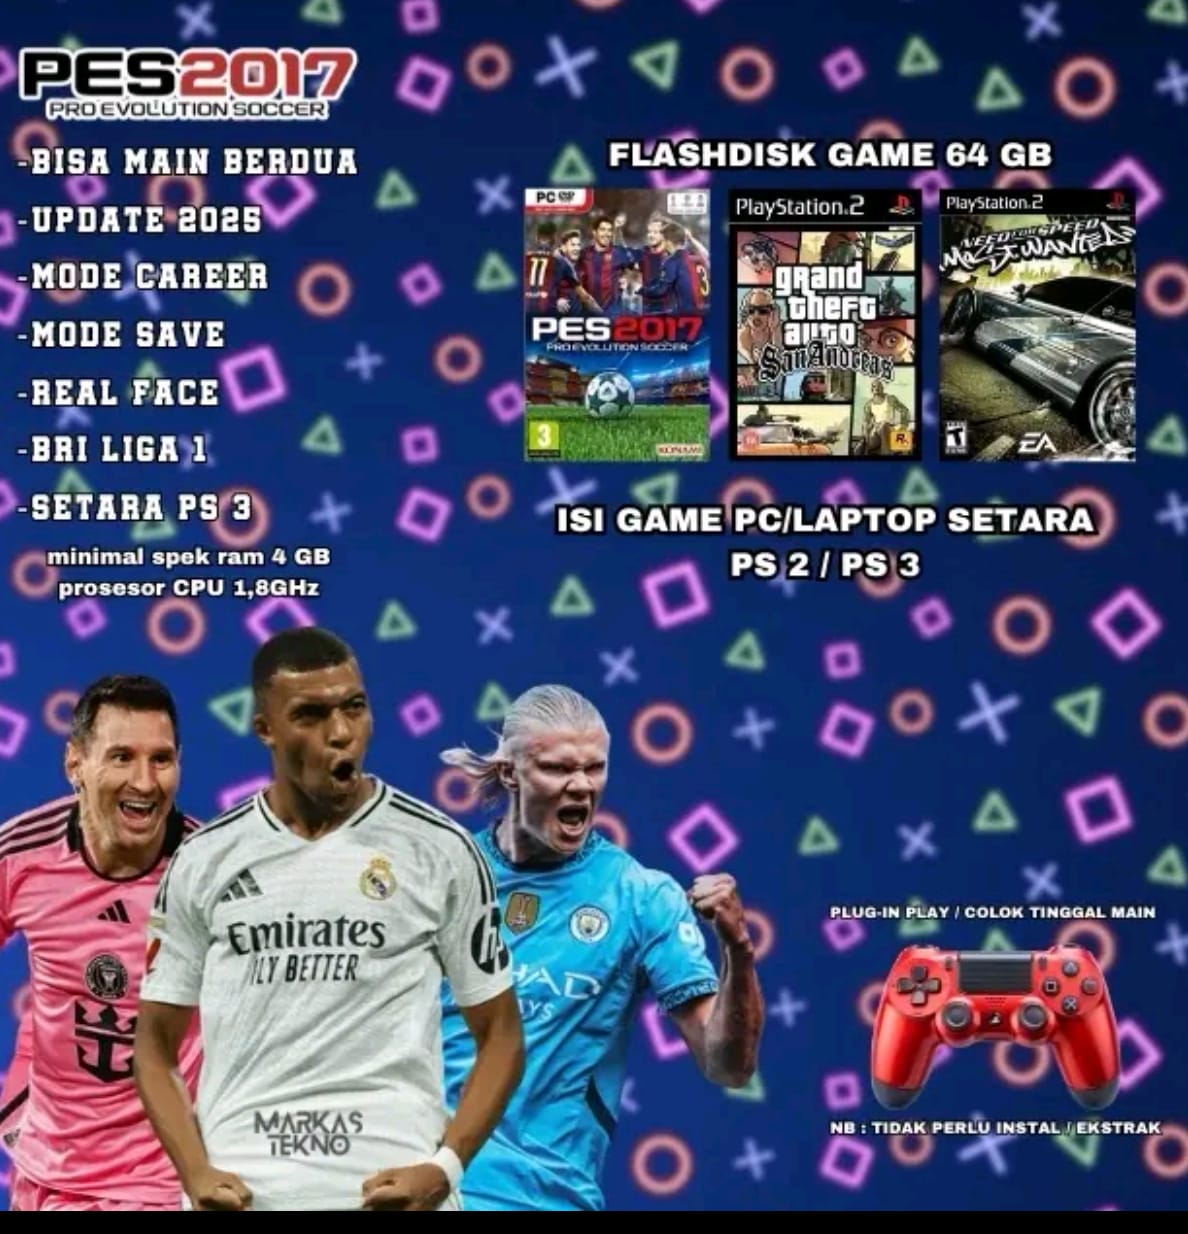 PES2017
PRO EVOLUTION SOCCER
-BISA MAIN BERDUA
-UPDATE 2025
-MODE CAREER
-MODE SAVE
-REAL FACE
-BRI LIGA 1
-SETARA PS 3
minimal spek ram 4 GB
prosesor CPU 1,8GHz
FLASHDISK GAME 64 GB
PC DVD
11
3
PES2017
PRO EVOLUTION SOCCER
3
KONAMI
PlayStation.2
grand
theft
auto
San Andreas
R
PlayStation.2
NEED FOR SPEED
MOST WANTED
T
EA
ISI GAME PC/LAPTOP SETARA
PS 2 / PS 3
Emirates
FLY BETTER
MARKAS
TEKNO
PLUG-IN PLAY / COLOK TINGGAL MAIN
NB : TIDAK PERLU INSTAL / EKSTRAK